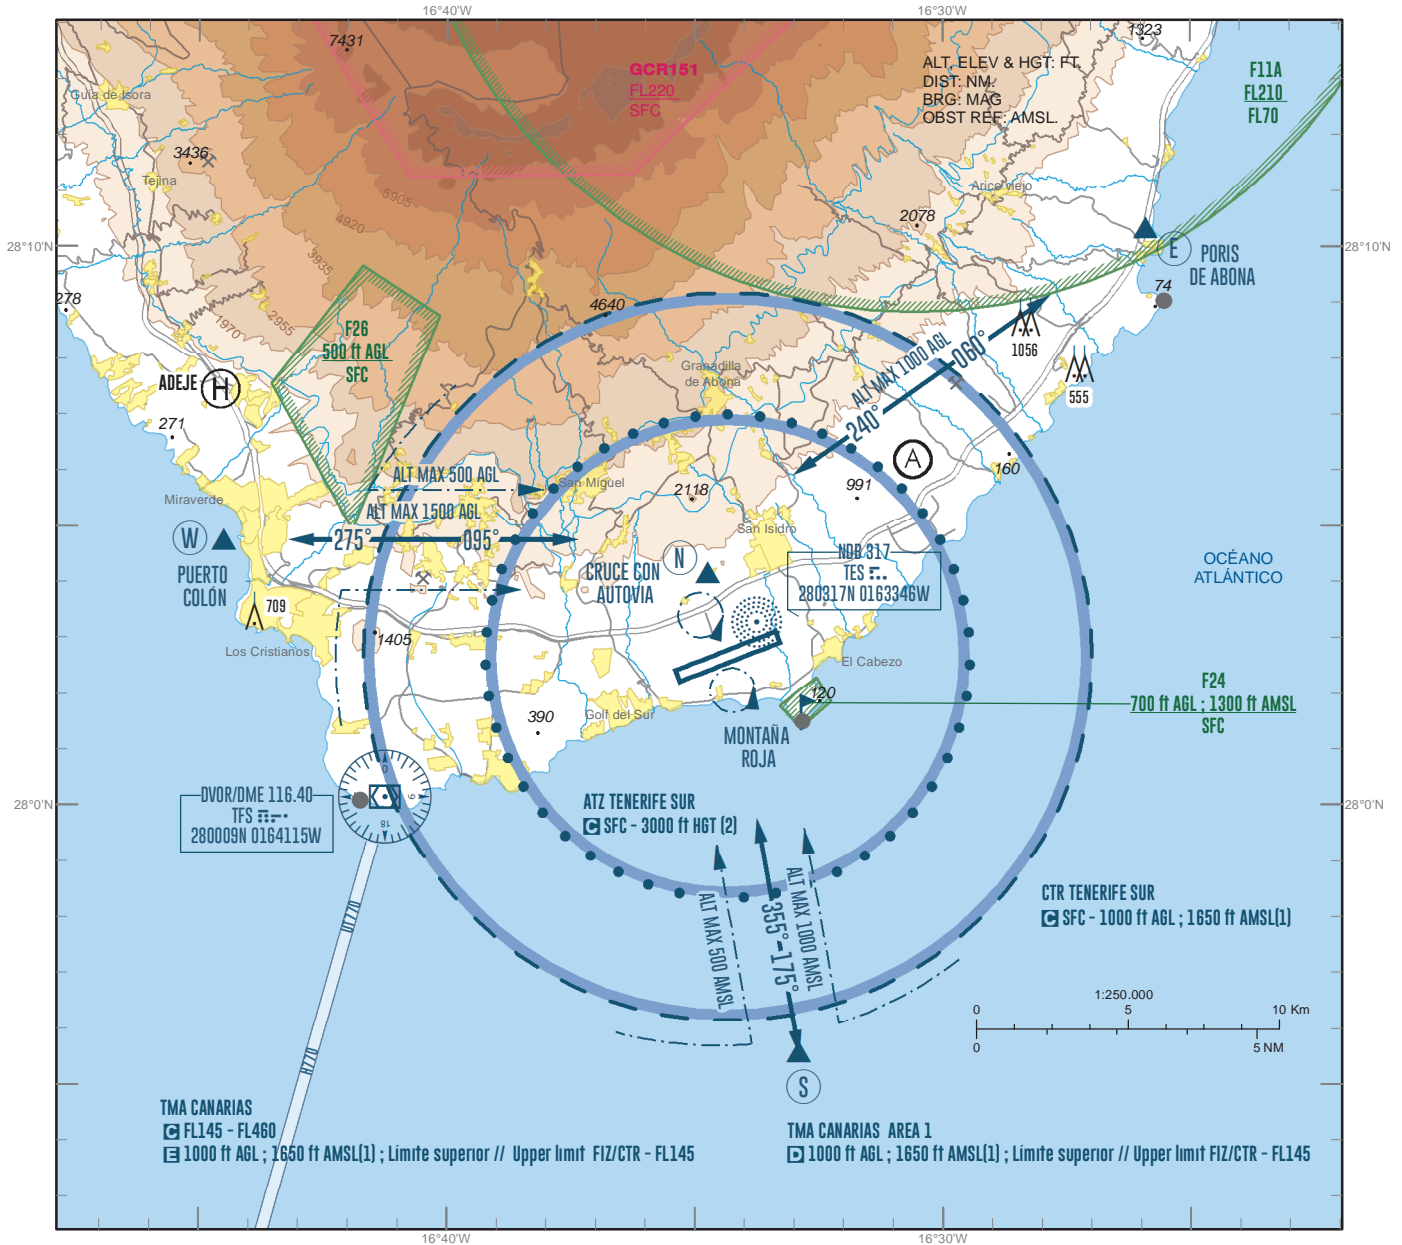 16°40'W
16°30'W
7431
1323
GCR151
FL220
SFC
ALT. ELEV & HGT: FT.
DIST: NM.
BRG: MAG
OBST REF: AMSL.
F11A
FL210
FL70
Guía de Isora
3436
Tejina
5905
4920
3935
2955
1970
Arico viejo
2078
28°10'N
28°10'N
E
PORIS
DE ABONA
74
278
4640
F26
500 ft AGL
SFC
1056
555
ADEJE
H
271
Granadilla
de Abona
ALT MAX 1000 AGL
240°
060°
A
160
991
ALT MAX 500 AGL
San Miguel
2118
Miraverde
ALT MAX 1500 AGL
275°
095°
San Isidro
W
PUERTO
COLÓN
N
CRUCE CON
AUTOVIA
NDB 317
TES
280317N 0163346W
OCÉANO
ATLÁNTICO
709
1405
Los Cristianos
El Cabezo
120
F24
700 ft AGL ; 1300 ft AMSL
SFC
390
Golf del Sur
MONTAÑA
ROJA
DVOR/DME 116.40
TFS
280009N 0164115W
0
9
18
28°0'N
28°0'N
ATZ TENERIFE SUR
C SFC - 3000 ft HGT (2)
ALT MAX 500 AMSL
355°-175°
ALT MAX 1000 AMSL
CTR TENERIFE SUR
C SFC - 1000 ft AGL ; 1650 ft AMSL(1)
1:250.000
0
5
10 Km
0
5 NM
S
TMA CANARIAS
C FL145 - FL460
E 1000 ft AGL ; 1650 ft AMSL(1) ; Límite superior // Upper limit FIZ/CTR - FL145
TMA CANARIAS AREA 1
D 1000 ft AGL ; 1650 ft AMSL(1) ; Límite superior // Upper limit FIZ/CTR - FL145
16°40'W
16°30'W